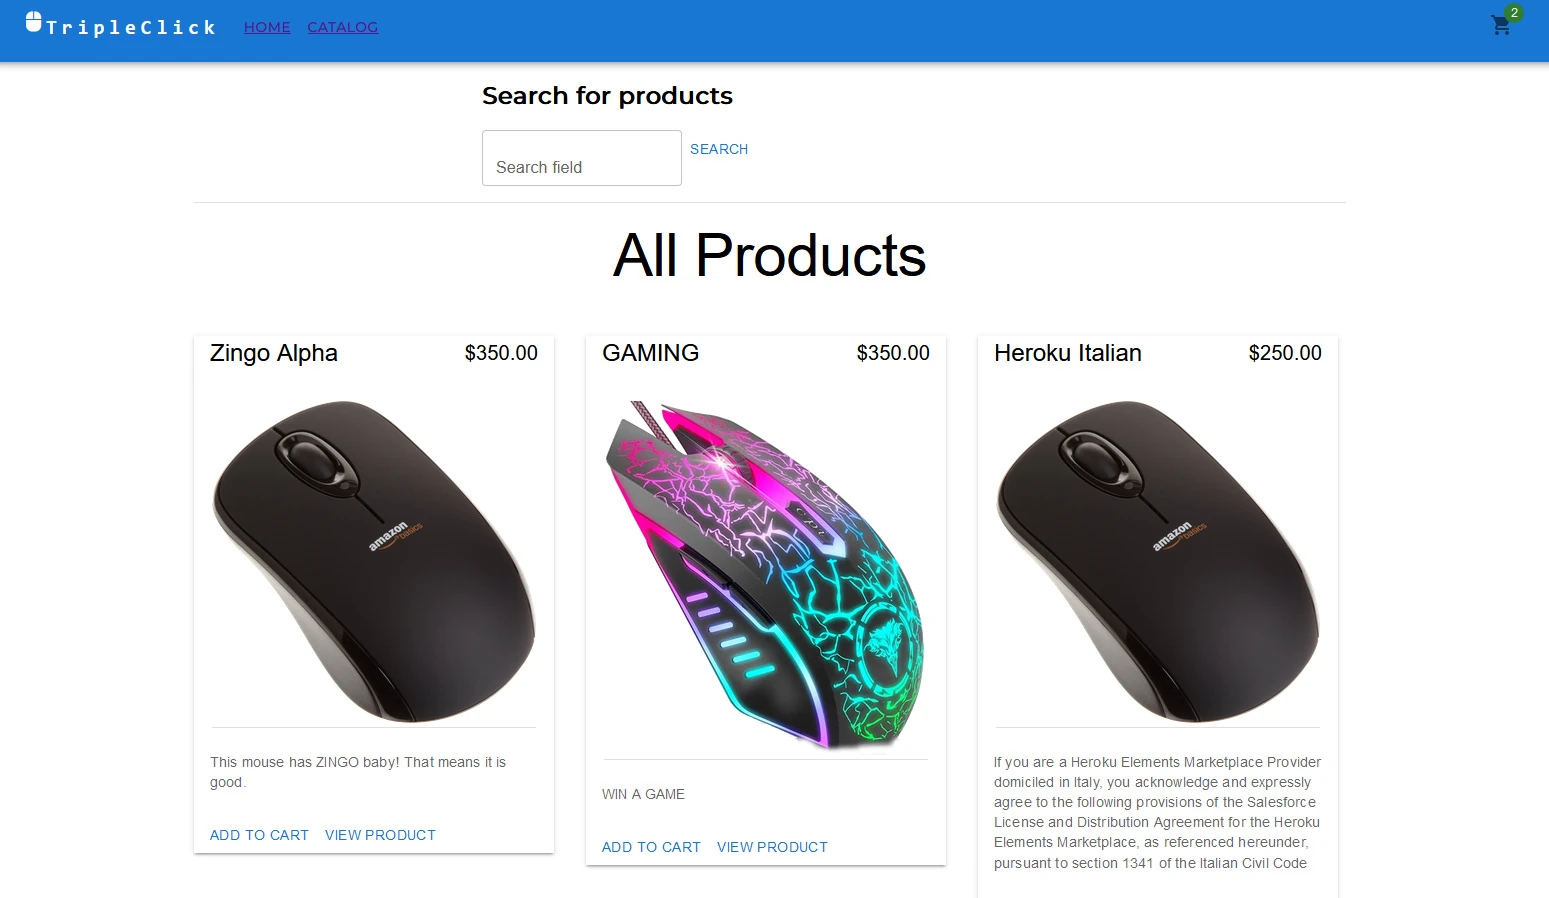 TripleClick HOME CATALOG 2
Search for products
Search field SEARCH
All Products
Zingo Alpha $350.00
amazon
basics
This mouse has ZINGO baby! That means it is
good.
ADD TO CART VIEW PRODUCT
GAMING $350.00
cpi
WIN A GAME
ADD TO CART VIEW PRODUCT
Heroku Italian $250.00
amazon
basics
If you are a Heroku Elements Marketplace Provider
domiciled in Italy, you acknowledge and expressly
agree to the following provisions of the Salesforce
License and Distribution Agreement for the Heroku
Elements Marketplace, as referenced hereunder,
pursuant to section 1341 of the Italian Civil Code